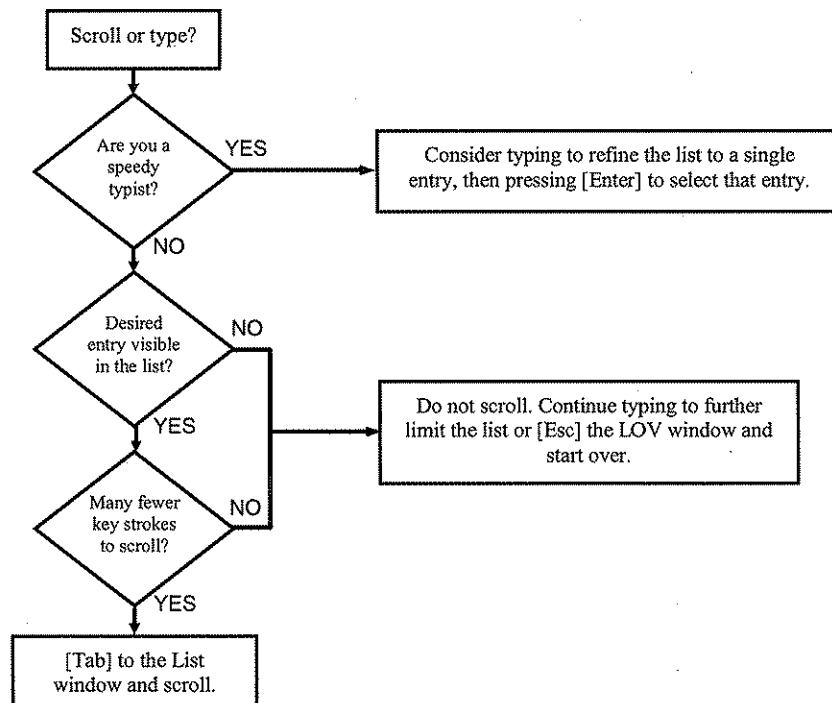 Scroll or type?
Are you a
speedy
typist?
YES
Consider typing to refine the list to a single
entry, then pressing [Enter] to select that entry.
NO
Desired
entry visible
in the list?
NO
YES
Do not scroll. Continue typing to further
limit the list or [Esc] the LOV window and
start over.
Many fewer
key strokes
to scroll?
NO
YES
[Tab] to the List
window and scroll.